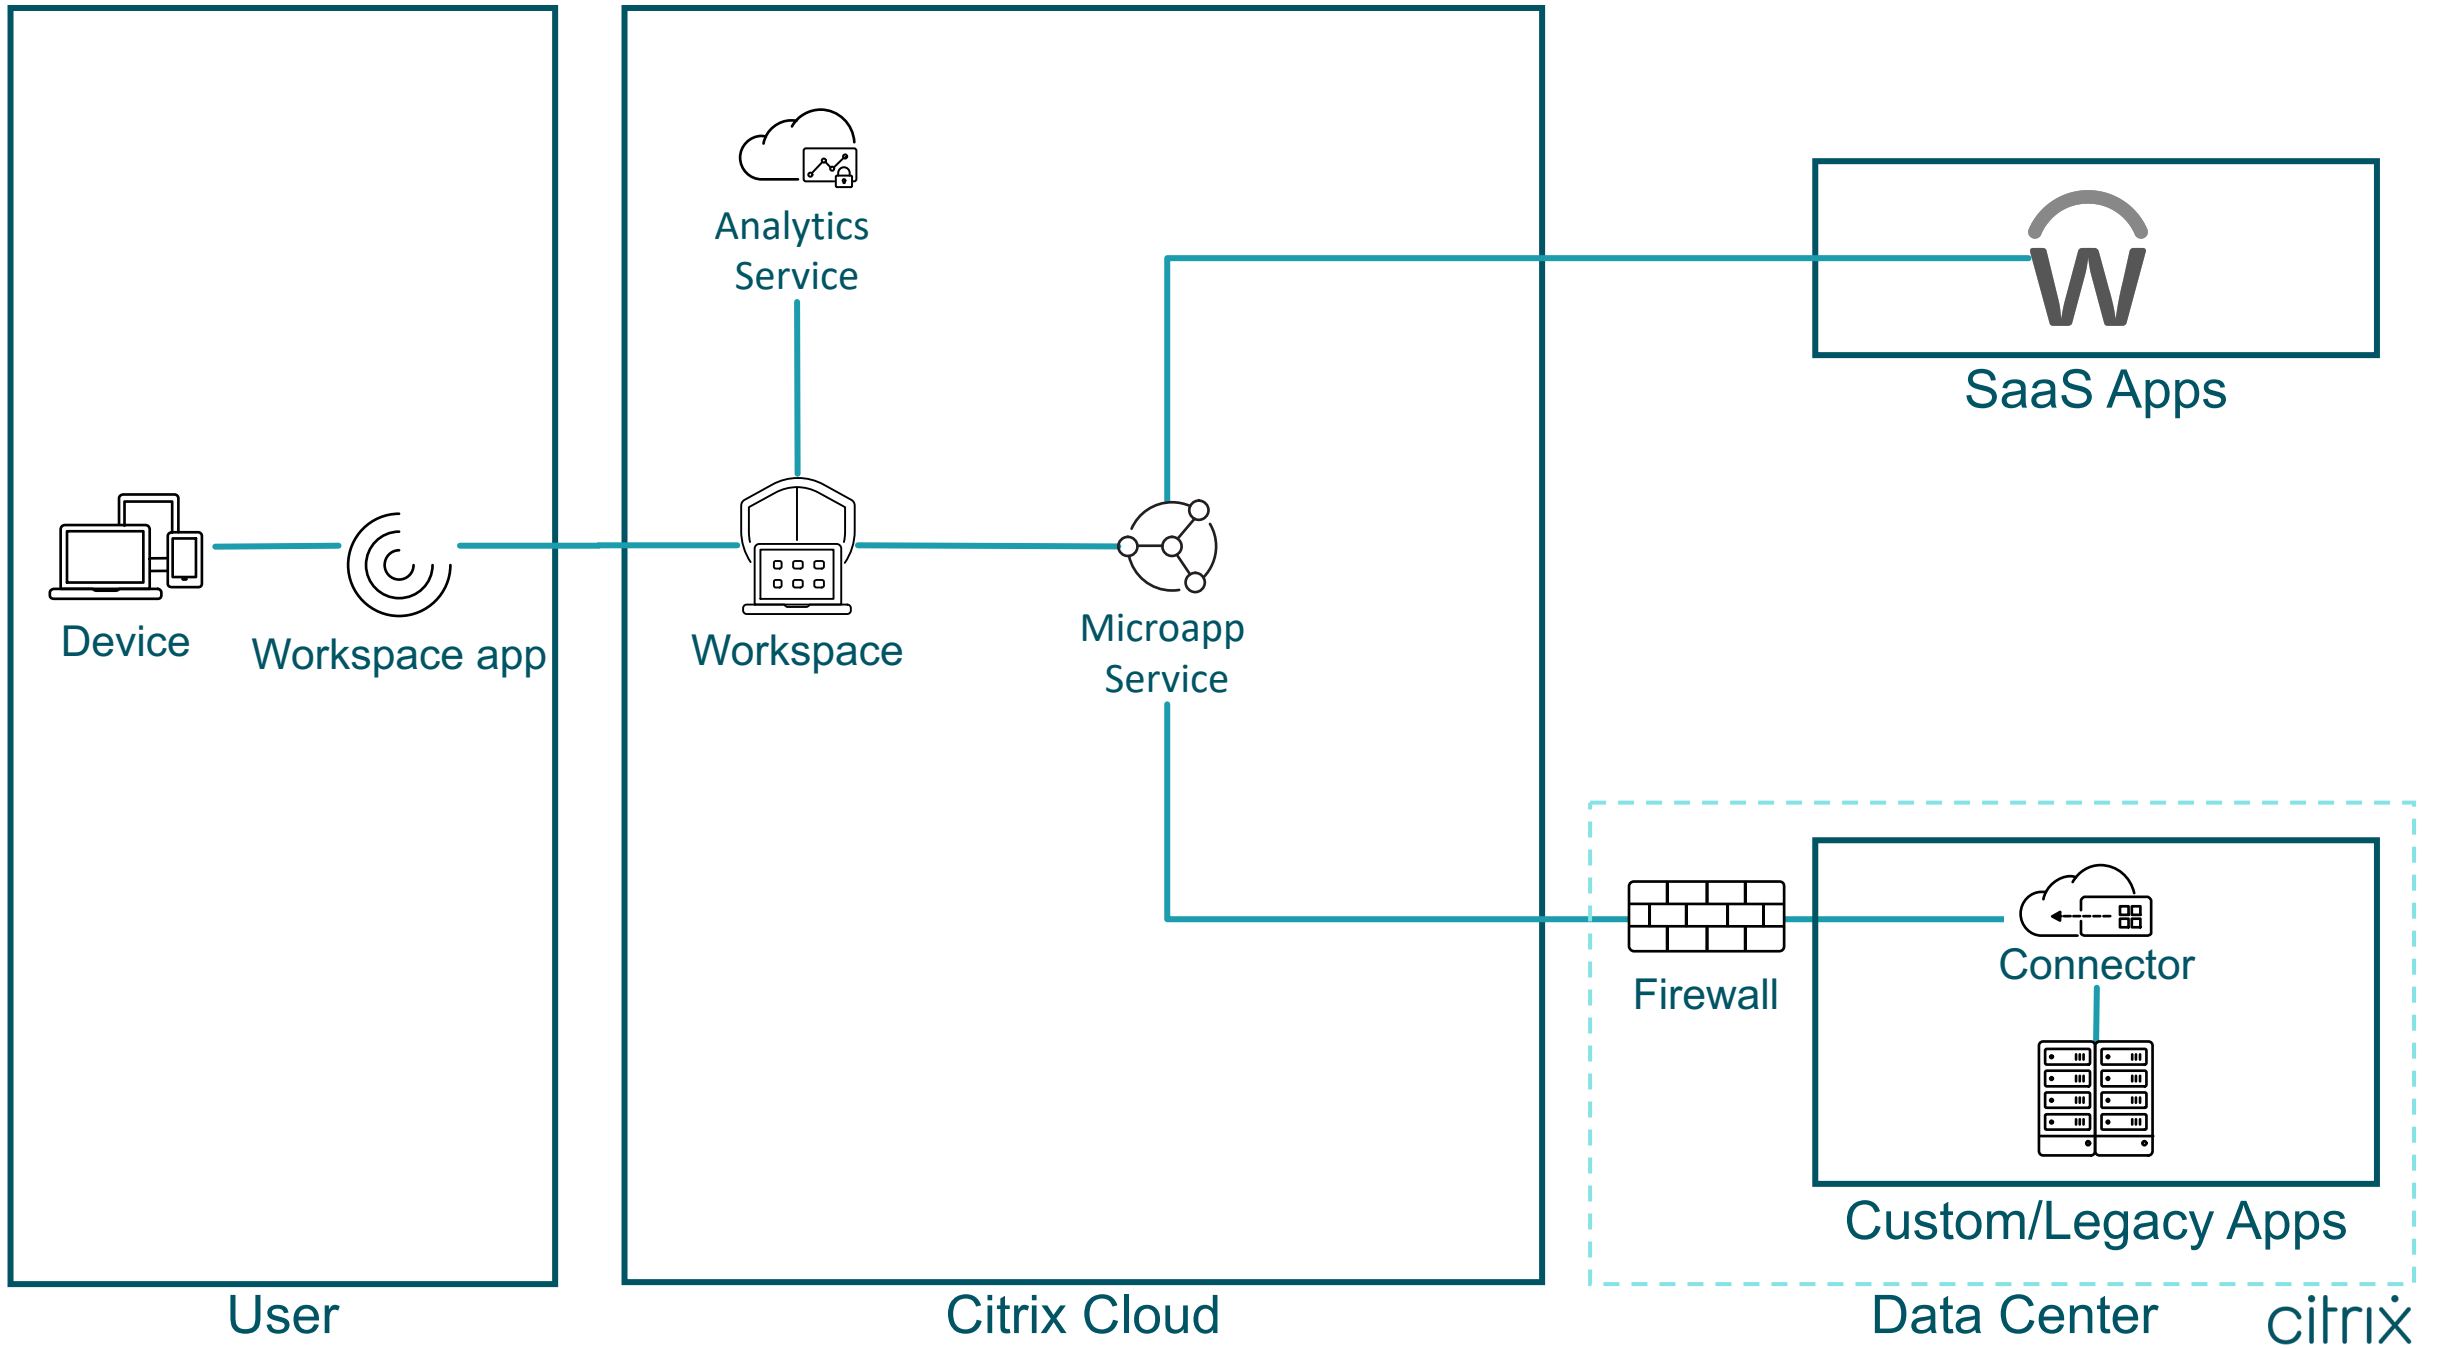 Analytics
Service
W
SaaS Apps
Device
Workspace app
Workspace
Microapp
Service
Firewall
Connector
Custom/Legacy Apps
User
Citrix Cloud
Data Center
citrix